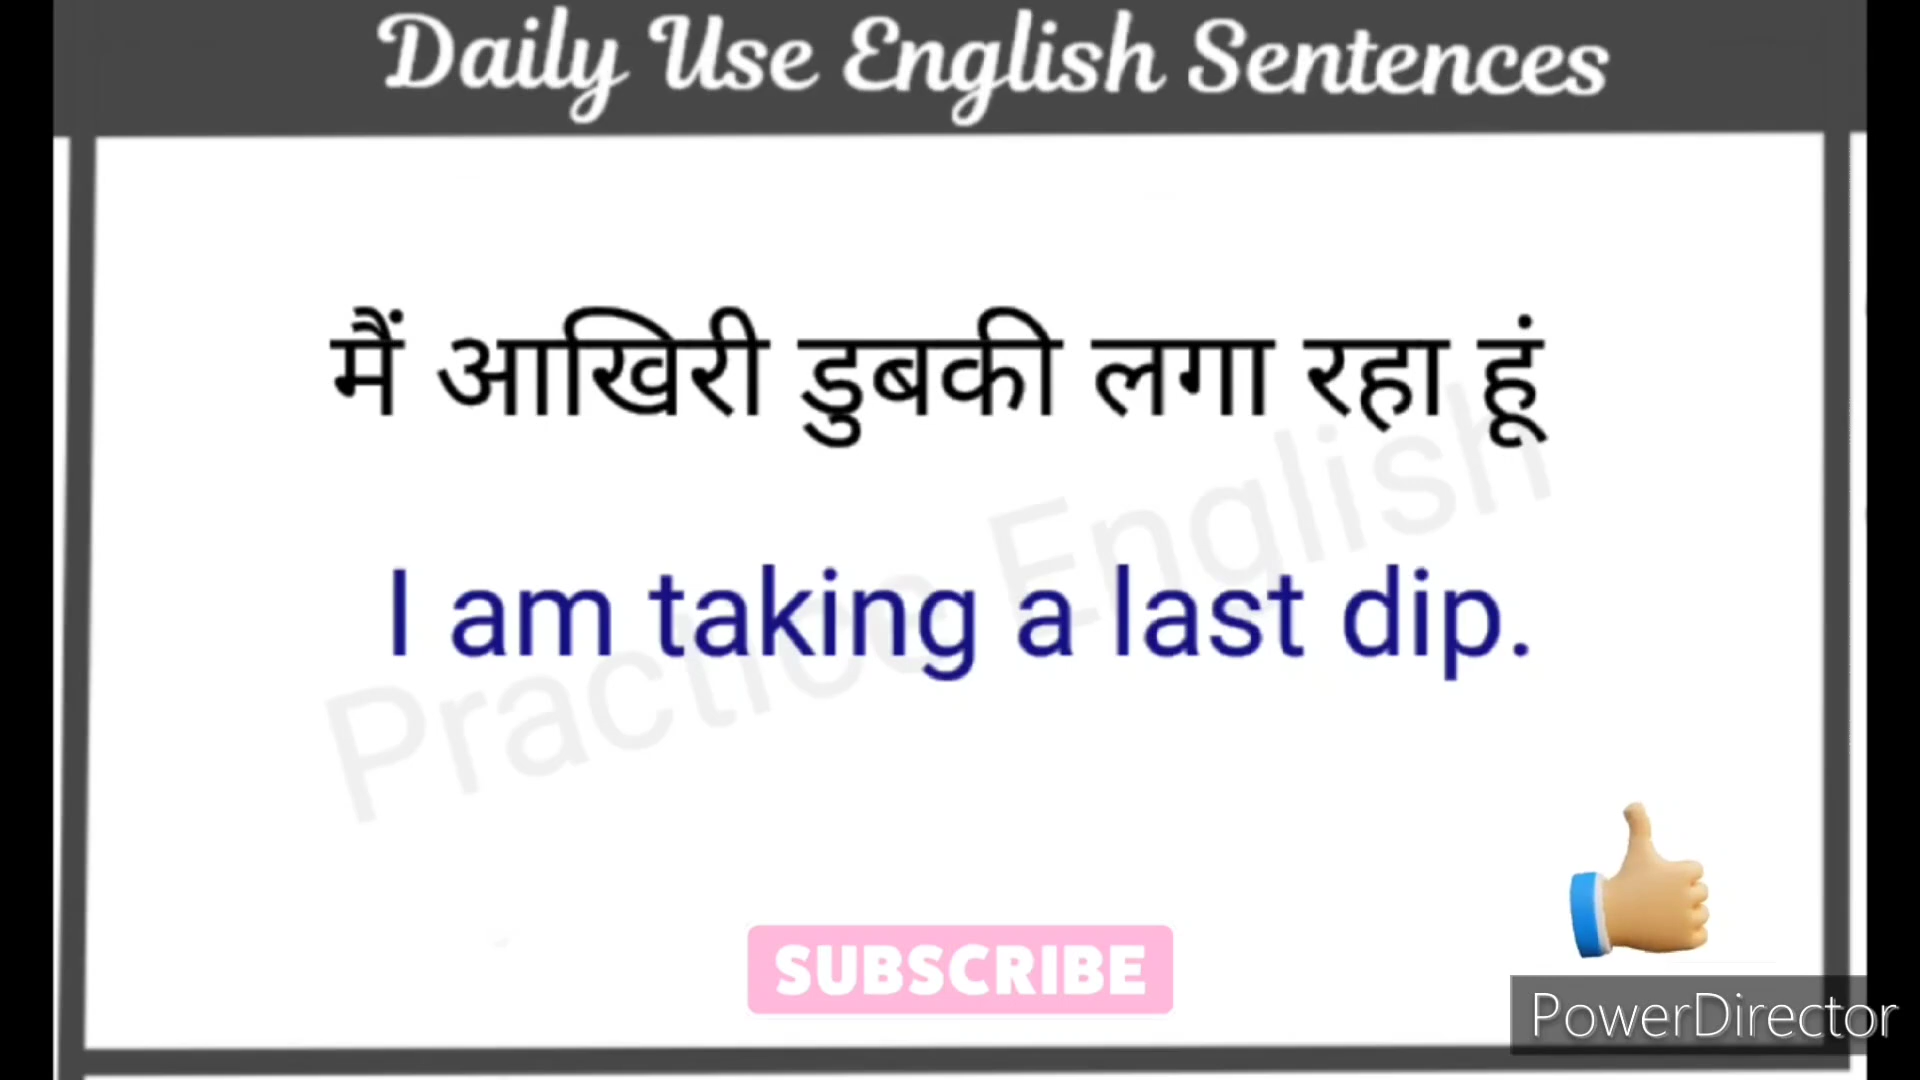 Daily Use English Sentences
मैं आखिरी डुबकी लगा रहा हूं
I am taking a last dip.
Practice English
SUBSCRIBE
PowerDirector